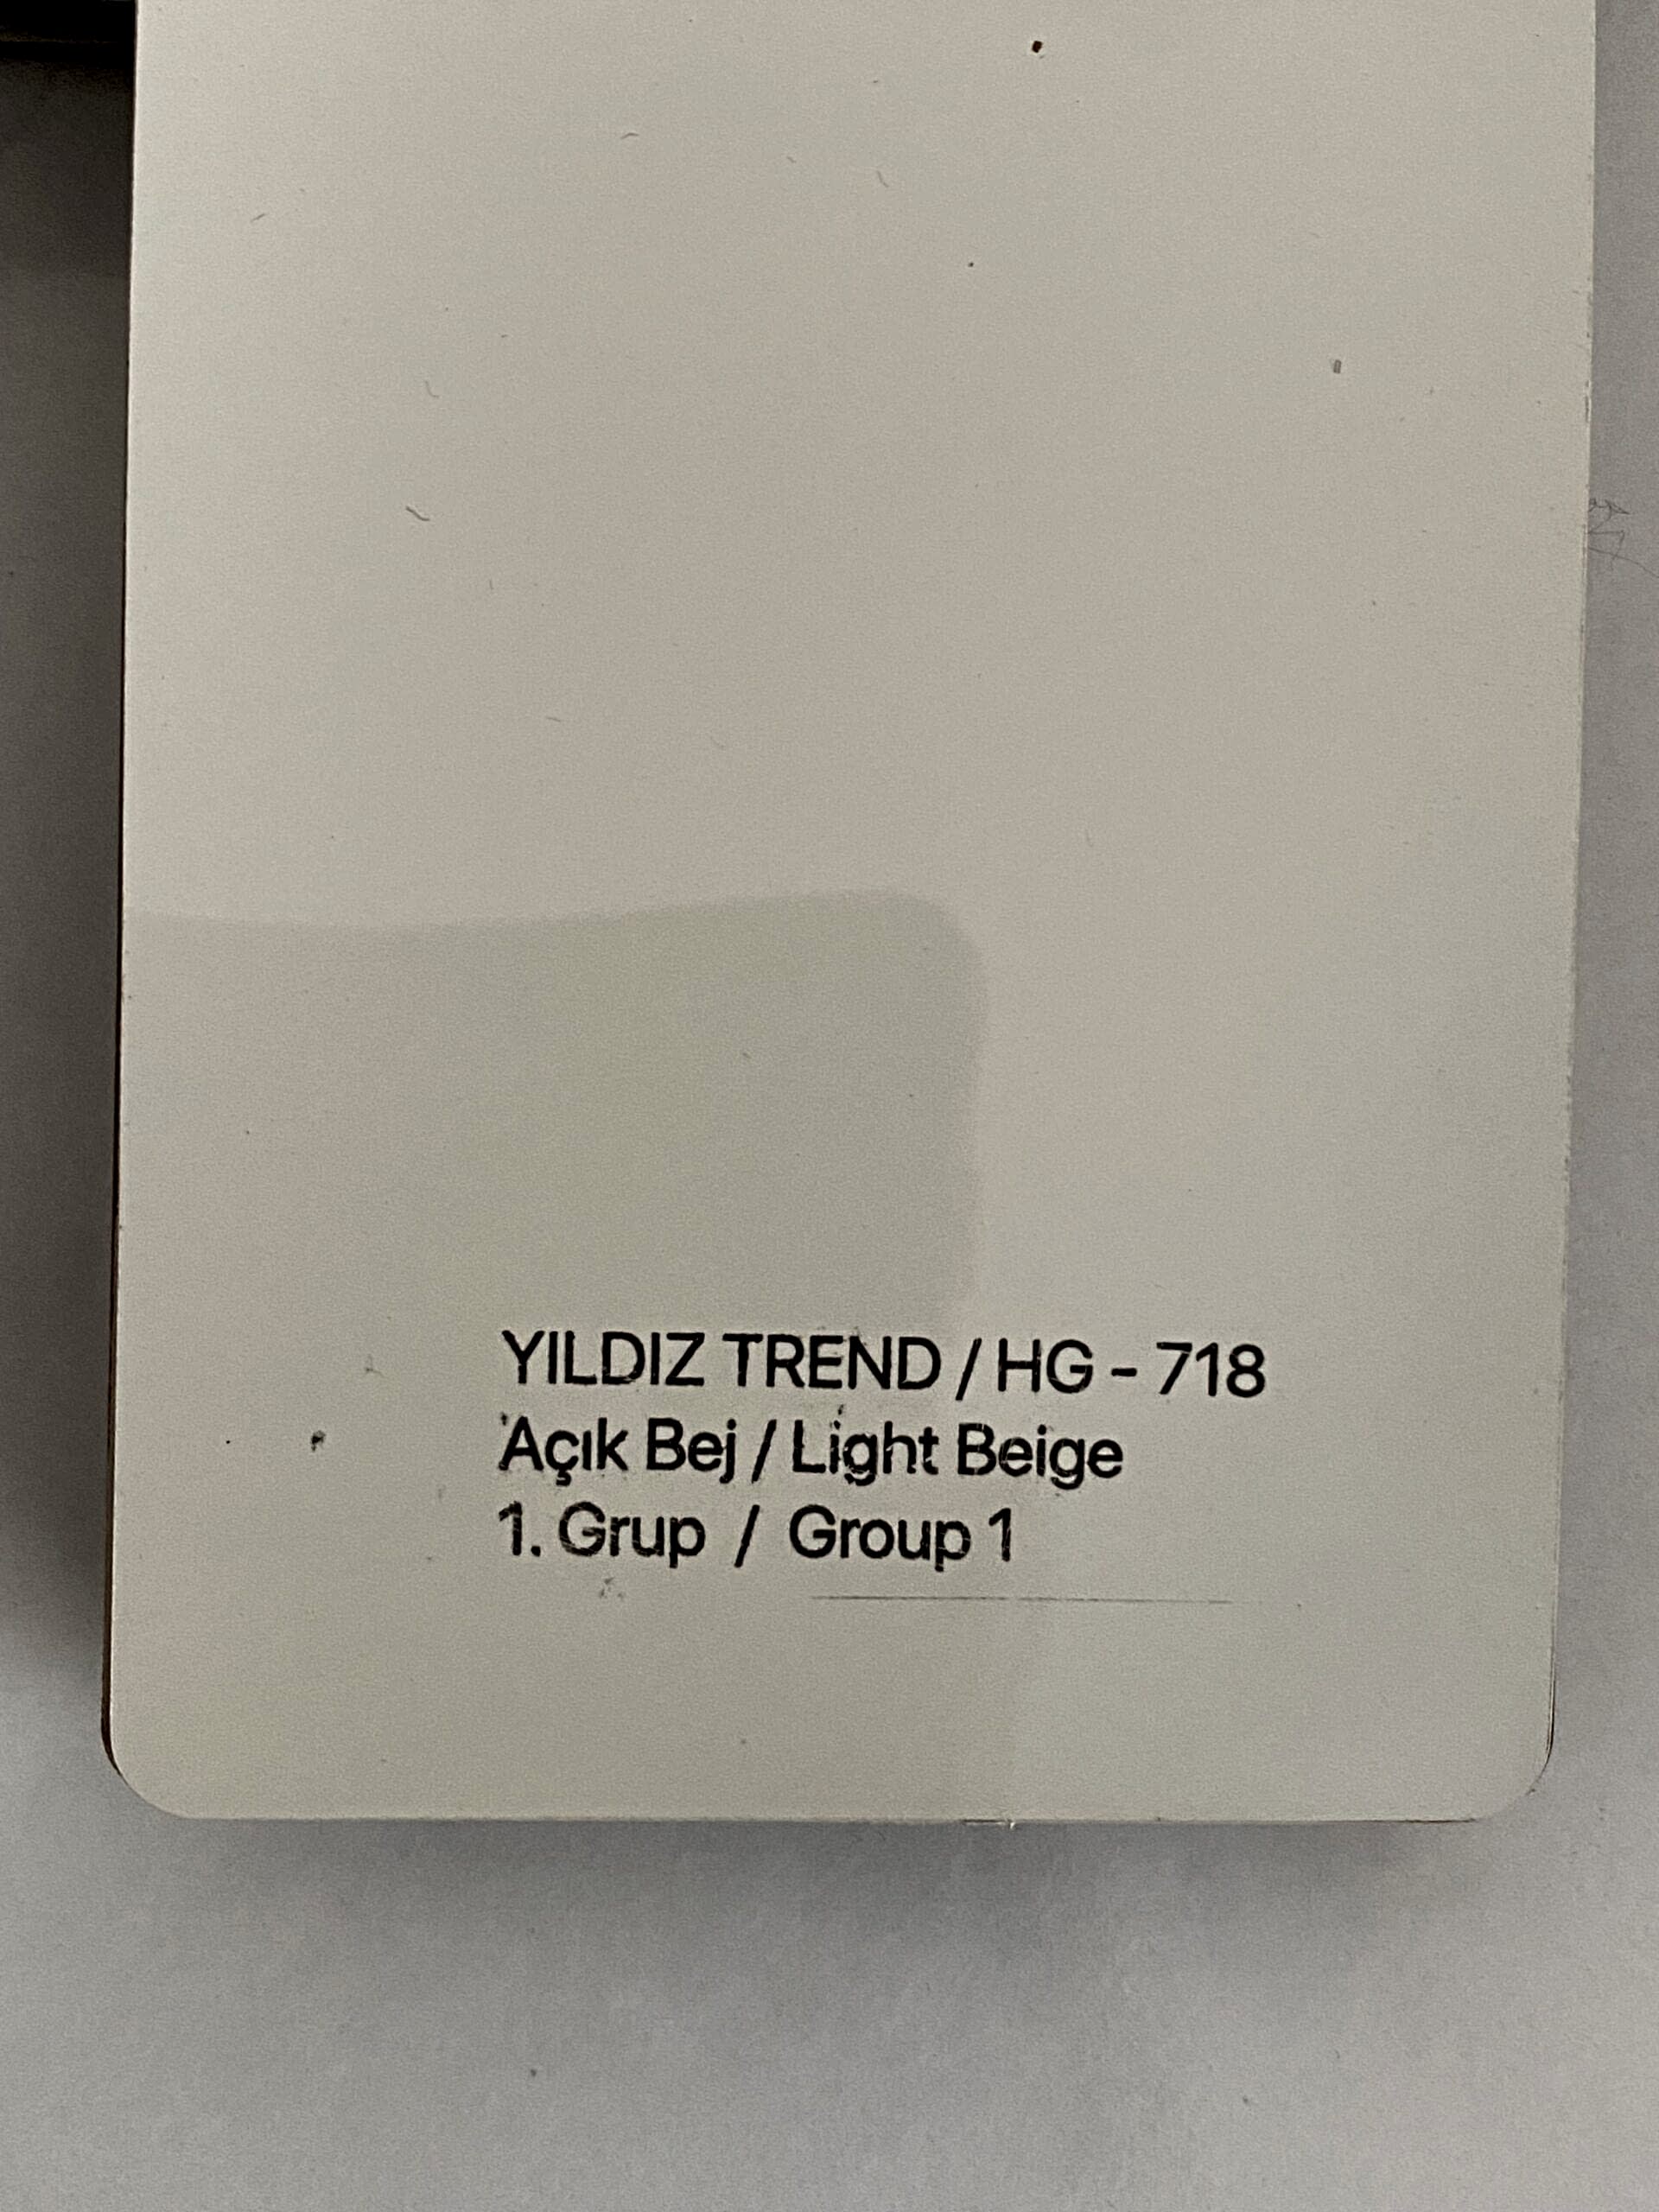 YILDIZ TREND / HG - 718
Açık Bej / Light Beige
1. Grup / Group 1